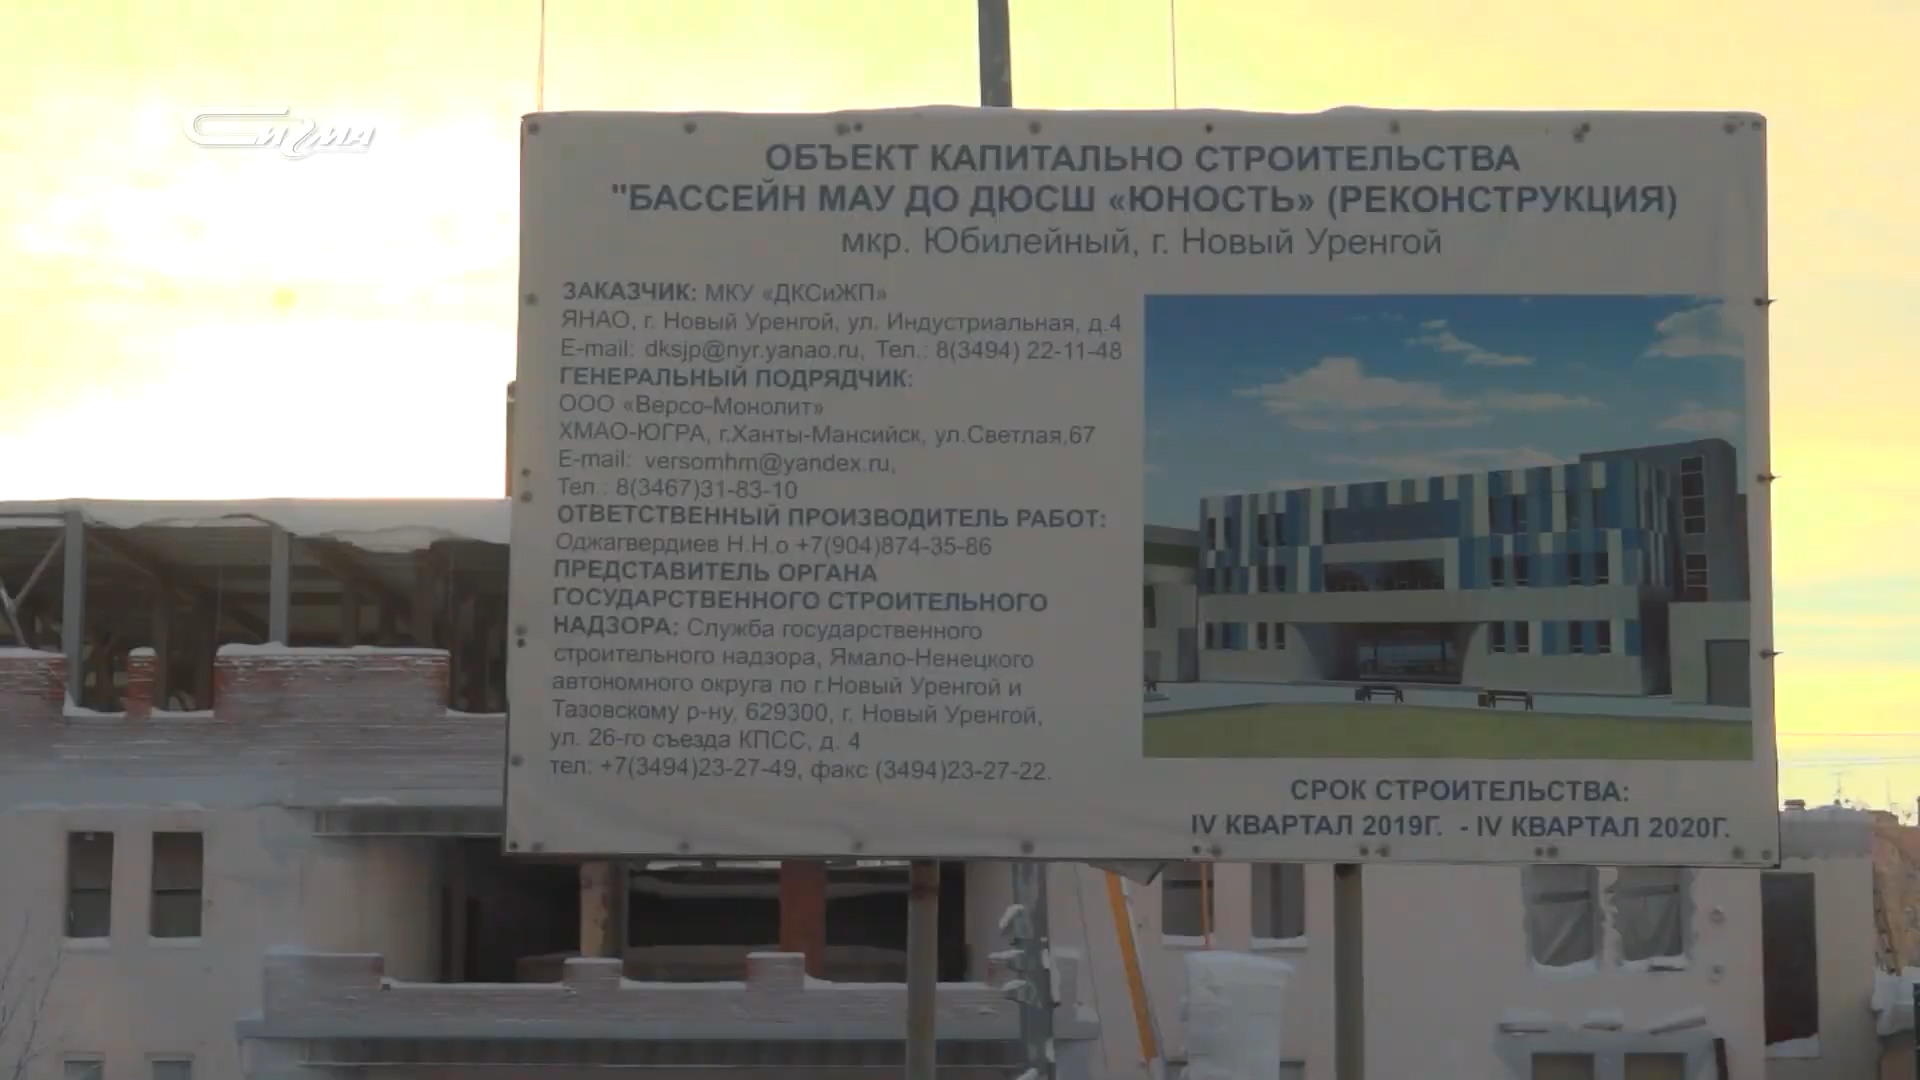 Сигма
ОБЪЕКТ КАПИТАЛЬНО СТРОИТЕЛЬСТВА
"БАССЕЙН МАУ ДО ДЮСШ «ЮНОСТЬ» (РЕКОНСТРУКЦИЯ)
мкр. Юбилейный, г. Новый Уренгой
ЗАКАЗЧИК: МКУ «ДКСиЖП»
ЯНАО, г. Новый Уренгой, ул. Индустриальная, д.4
E-mail: dksjp@nyr.yanao.ru, Тел.: 8(3494) 22-11-48
ГЕНЕРАЛЬНЫЙ ПОДРЯДЧИК:
ООО «Версо-Монолит»
ХМАО-ЮГРА, г.Ханты-Мансийск, ул.Светлая,67
E-mail: versomhm@yandex.ru,
Тел.: 8(3467)31-83-10
ОТВЕТСТВЕННЫЙ ПРОИЗВОДИТЕЛЬ РАБОТ:
Оджагвердиев Н.Н.о +7(904)874-35-86
ПРЕДСТАВИТЕЛЬ ОРГАНА
ГОСУДАРСТВЕННОГО СТРОИТЕЛЬНОГО
НАДЗОРА: Служба государственного
строительного надзора, Ямало-Ненецкого
автономного округа по г.Новый Уренгой и
Тазовскому р-ну, 629300, г. Новый Уренгой,
ул. 26-го съезда КПСС, д. 4
тел: +7(3494)23-27-49, факс (3494)23-27-22.
СРОК СТРОИТЕЛЬСТВА:
IV КВАРТАЛ 2019Г. - IV КВАРТАЛ 2020Г.